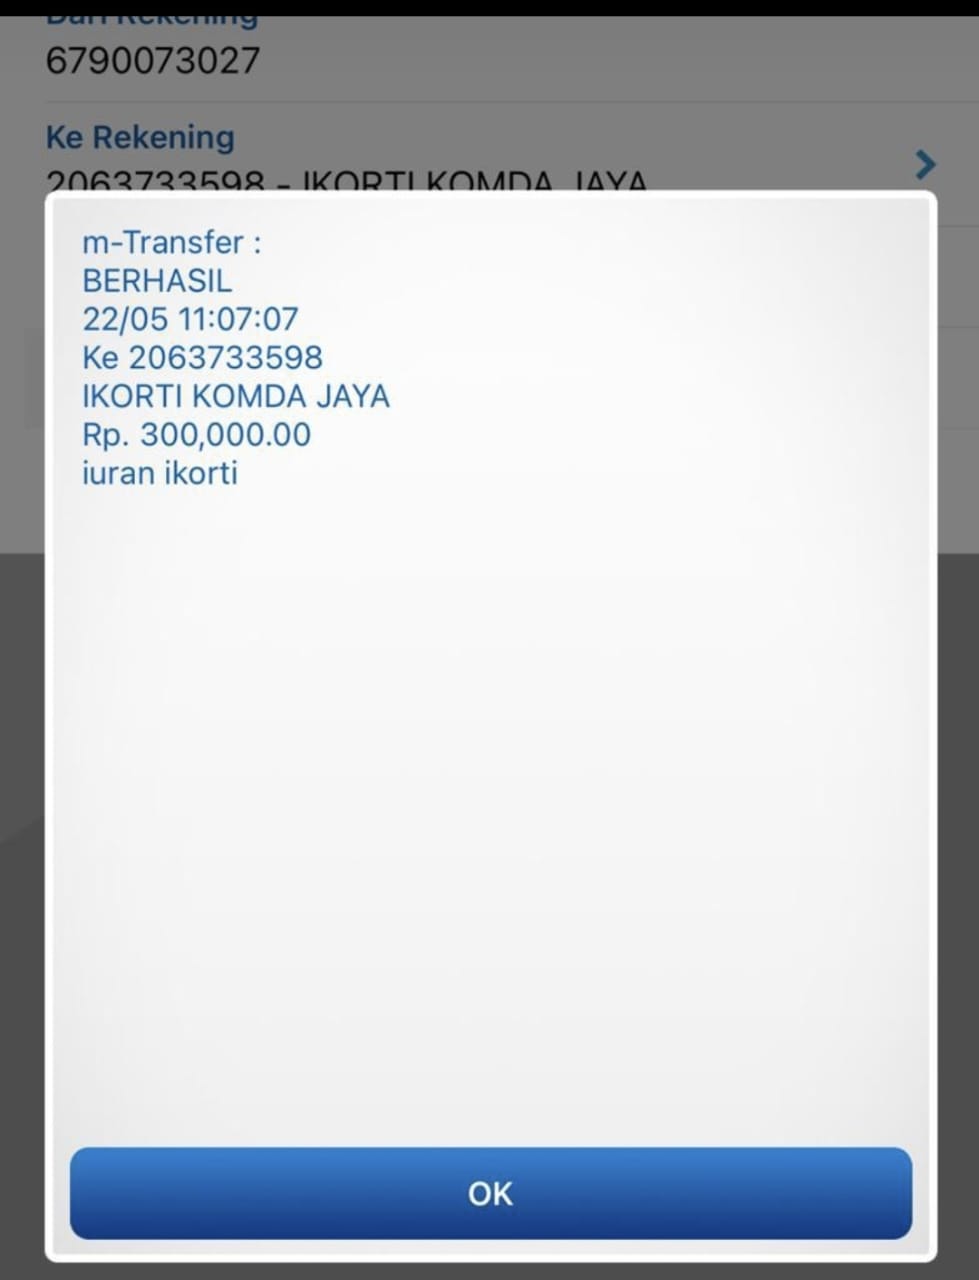 Dari Rekening
6790073027
Ke Rekening
2063733598 - IKORTI KOMDA JAYA
m-Transfer :
BERHASIL
22/05 11:07:07
Ke 2063733598
IKORTI KOMDA JAYA
Rp. 300,000.00
iuran ikorti
OK